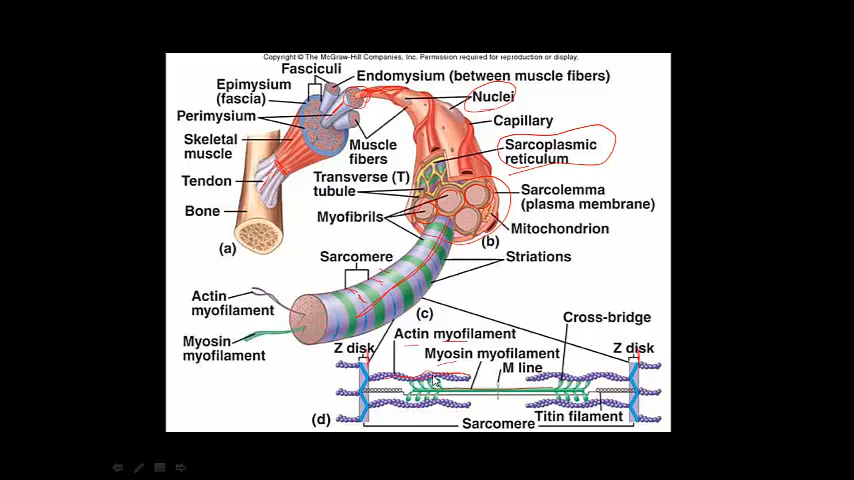 Copyright © The McGraw-Hill Companies, Inc. Permission required for reproduction or display.
Fasciculi
Epimysium
(fascia)
Endomysium (between muscle fibers)
Perimysium
Nuclei
Capillary
Skeletal
muscle
Muscle
fibers
Sarcoplasmic
reticulum
Tendon
Transverse (T)
tubule
Sarcolemma
(plasma membrane)
Bone
Myofibrils
Mitochondrion
(a)
(b)
Sarcomere
Striations
Actin
myofilament
(c)
Myosin
myofilament
Cross-bridge
Actin myofilament
Z disk
Myosin myofilament
Z disk
M line
Titin filament
(d)
Sarcomere